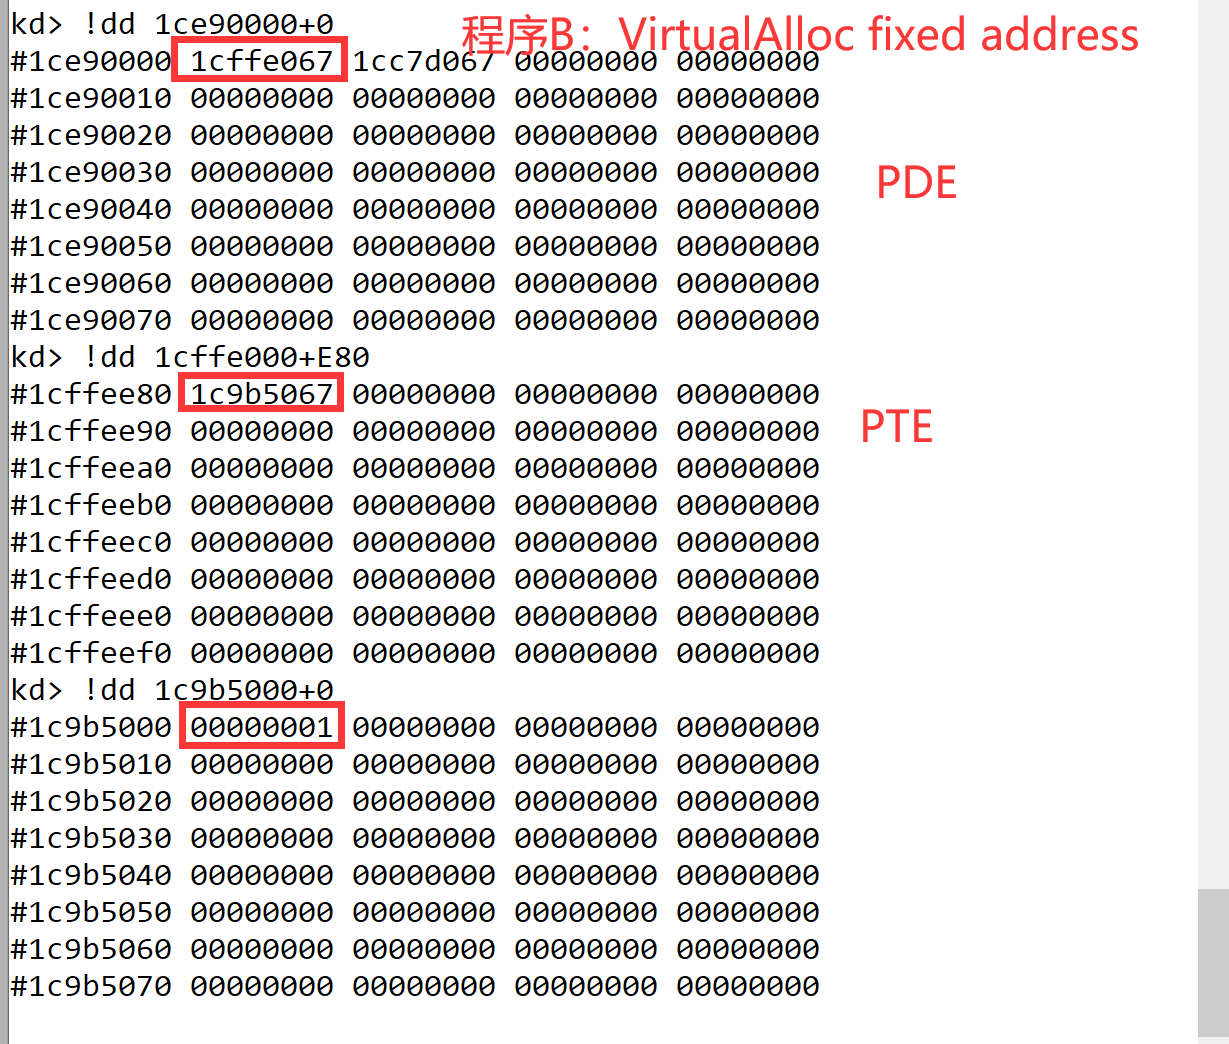 kd> !dd 1ce90000+0
程序B：VirtualAlloc fixed address
#1ce90000 1cffe067 1cc7d067 00000000 00000000
#1ce90010 00000000 00000000 00000000 00000000
#1ce90020 00000000 00000000 00000000 00000000
#1ce90030 00000000 00000000 00000000 00000000
PDE
#1ce90040 00000000 00000000 00000000 00000000
#1ce90050 00000000 00000000 00000000 00000000
#1ce90060 00000000 00000000 00000000 00000000
#1ce90070 00000000 00000000 00000000 00000000
kd> !dd 1cffe000+E80
#1cffee80 1c9b5067 00000000 00000000 00000000
#1cffee90 00000000 00000000 00000000 00000000
PTE
#1cffeea0 00000000 00000000 00000000 00000000
#1cffeeb0 00000000 00000000 00000000 00000000
#1cffeec0 00000000 00000000 00000000 00000000
#1cffeed0 00000000 00000000 00000000 00000000
#1cffeee0 00000000 00000000 00000000 00000000
#1cffeef0 00000000 00000000 00000000 00000000
kd> !dd 1c9b5000+0
#1c9b5000 00000001 00000000 00000000 00000000
#1c9b5010 00000000 00000000 00000000 00000000
#1c9b5020 00000000 00000000 00000000 00000000
#1c9b5030 00000000 00000000 00000000 00000000
#1c9b5040 00000000 00000000 00000000 00000000
#1c9b5050 00000000 00000000 00000000 00000000
#1c9b5060 00000000 00000000 00000000 00000000
#1c9b5070 00000000 00000000 00000000 00000000